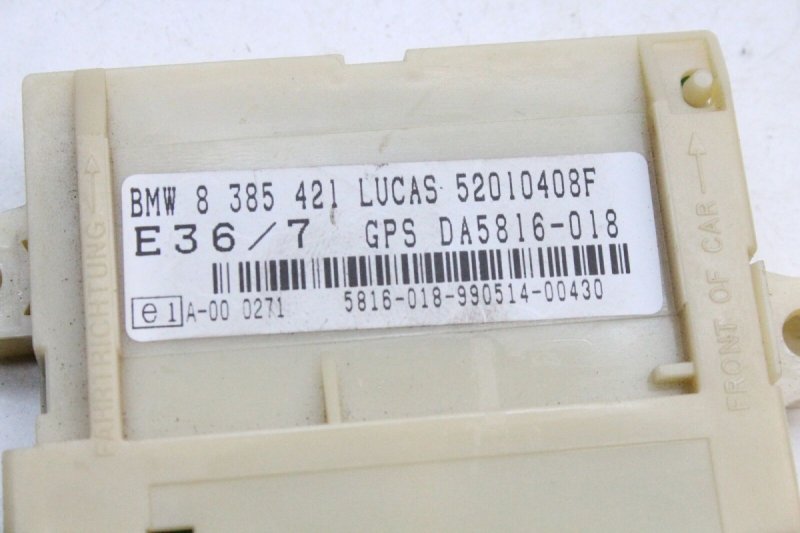 BMW 8 385 421 LUCAS 52010408F
E36/7 GPS DA5816-018
e1 A-00 0271 5816-018-990514-00430
FAHRTRICHTUNG
FRONT OF CAR